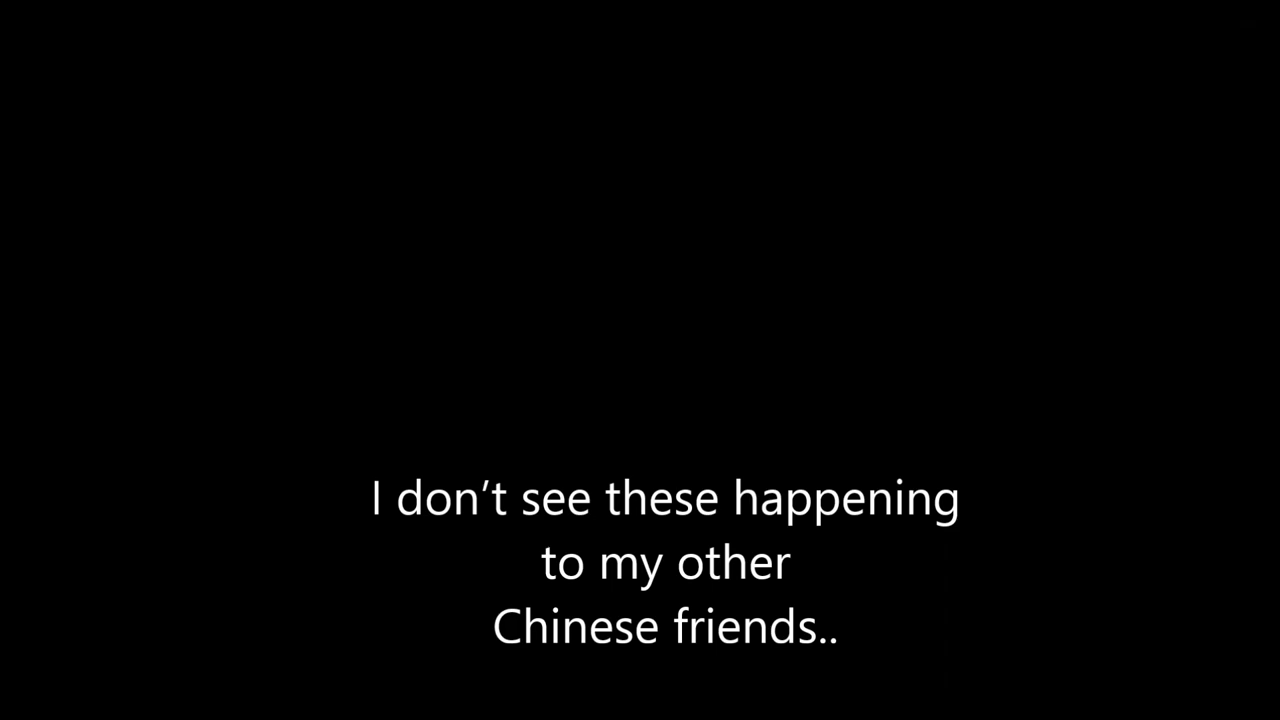 I don’t see these happening
to my other
Chinese friends..